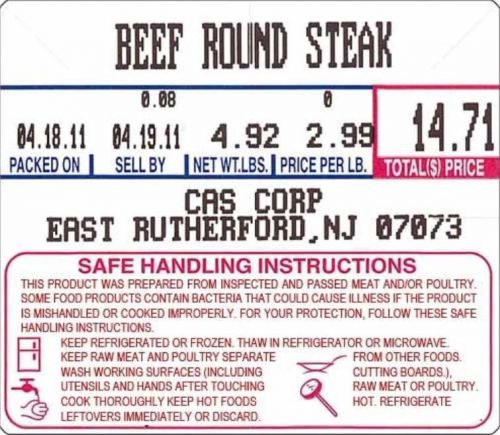 BEEF ROUND STEAK
0.08 0
04.18.11 04.19.11 4.92 2.99 14.71
PACKED ON SELL BY NET WT.LBS. PRICE PER LB. TOTAL($) PRICE
CAS CORP
EAST RUTHERFORD,NJ 07073
SAFE HANDLING INSTRUCTIONS
THIS PRODUCT WAS PREPARED FROM INSPECTED AND PASSED MEAT AND/OR POULTRY.
SOME FOOD PRODUCTS CONTAIN BACTERIA THAT COULD CAUSE ILLNESS IF THE PRODUCT
IS MISHANDLED OR COOKED IMPROPERLY. FOR YOUR PROTECTION, FOLLOW THESE SAFE
HANDLING INSTRUCTIONS.
KEEP REFRIGERATED OR FROZEN. THAW IN REFRIGERATOR OR MICROWAVE.
KEEP RAW MEAT AND POULTRY SEPARATE FROM OTHER FOODS.
WASH WORKING SURFACES (INCLUDING CUTTING BOARDS.),
UTENSILS AND HANDS AFTER TOUCHING RAW MEAT OR POULTRY.
COOK THOROUGHLY KEEP HOT FOODS HOT. REFRIGERATE
LEFTOVERS IMMEDIATELY OR DISCARD.